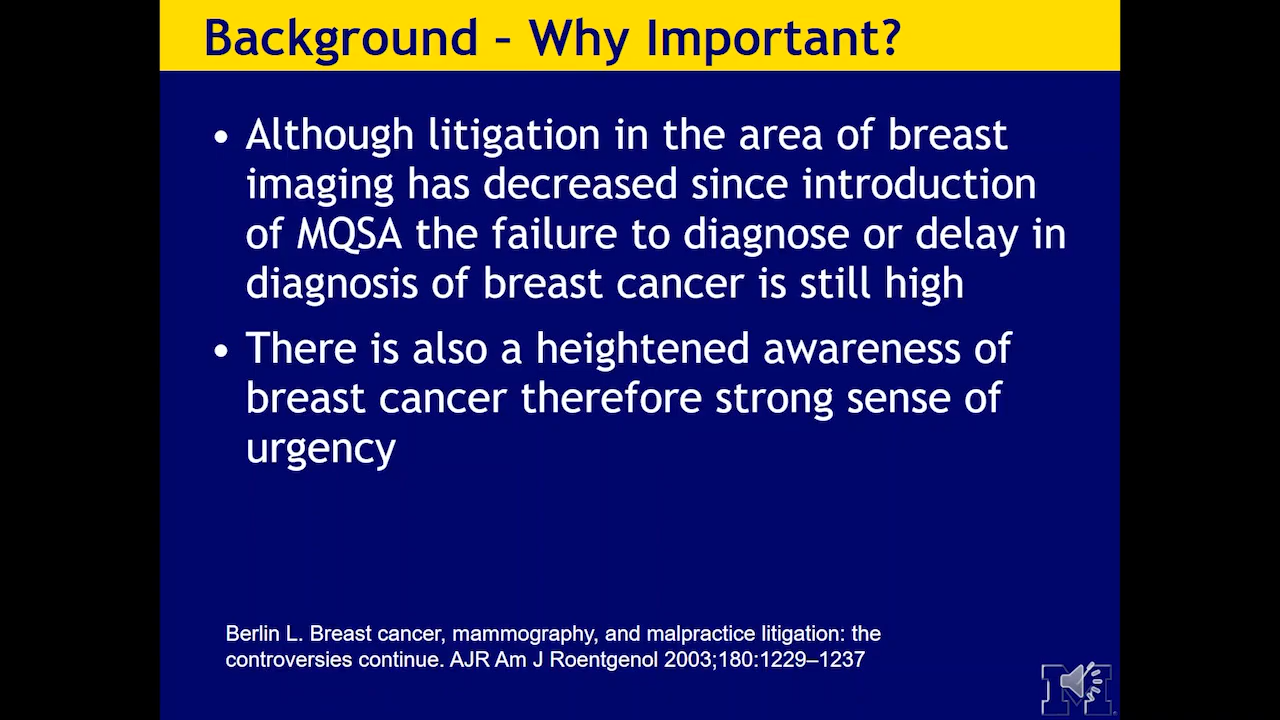 Background – Why Important?
• Although litigation in the area of breast
imaging has decreased since introduction
of MQSA the failure to diagnose or delay in
diagnosis of breast cancer is still high
• There is also a heightened awareness of
breast cancer therefore strong sense of
urgency
Berlin L. Breast cancer, mammography, and malpractice litigation: the
controversies continue. AJR Am J Roentgenol 2003;180:1229–1237
M